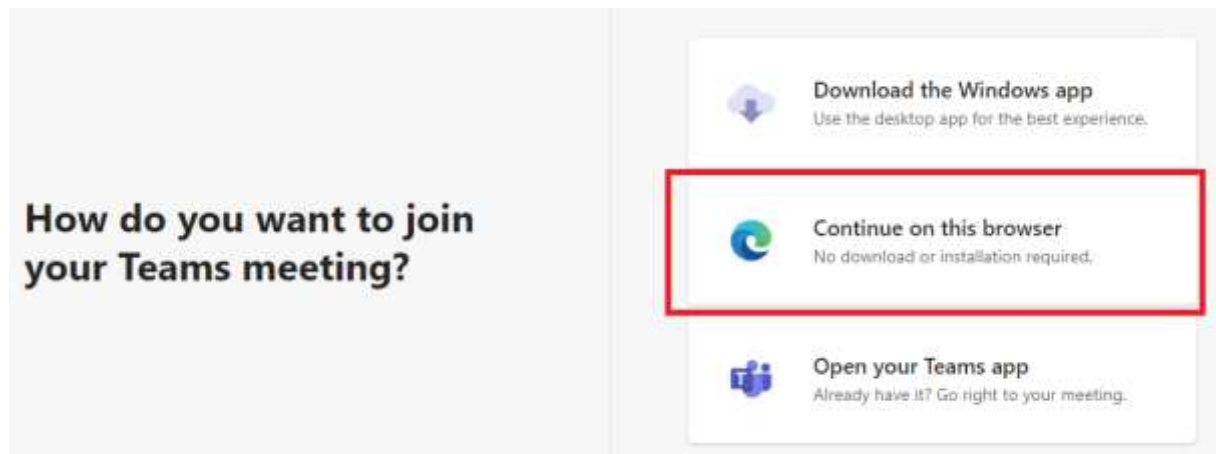 How do you want to join
your Teams meeting?
Download the Windows app
Use the desktop app for the best experience.
Continue on this browser
No download or installation required.
Open your Teams app
Already have it? Go right to your meeting.